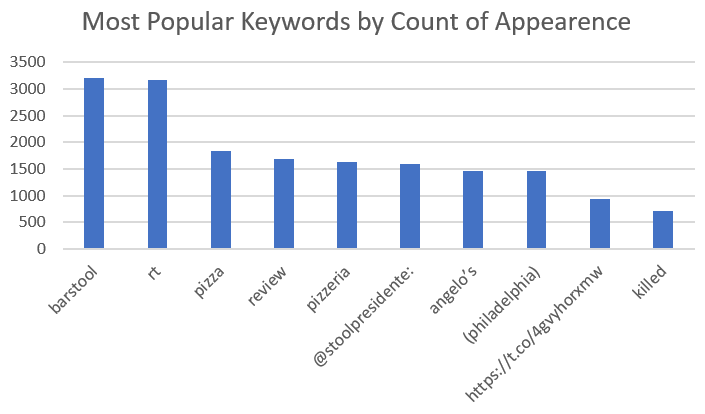 Most Popular Keywords by Count of Appearence
3500
3000
2500
2000
1500
1000
500
0
barstool
rt
pizza
review
pizzeria
@stoolpresidente:
angelo's
(philadelphia)
https://t.co/4gvyhorxmw
killed